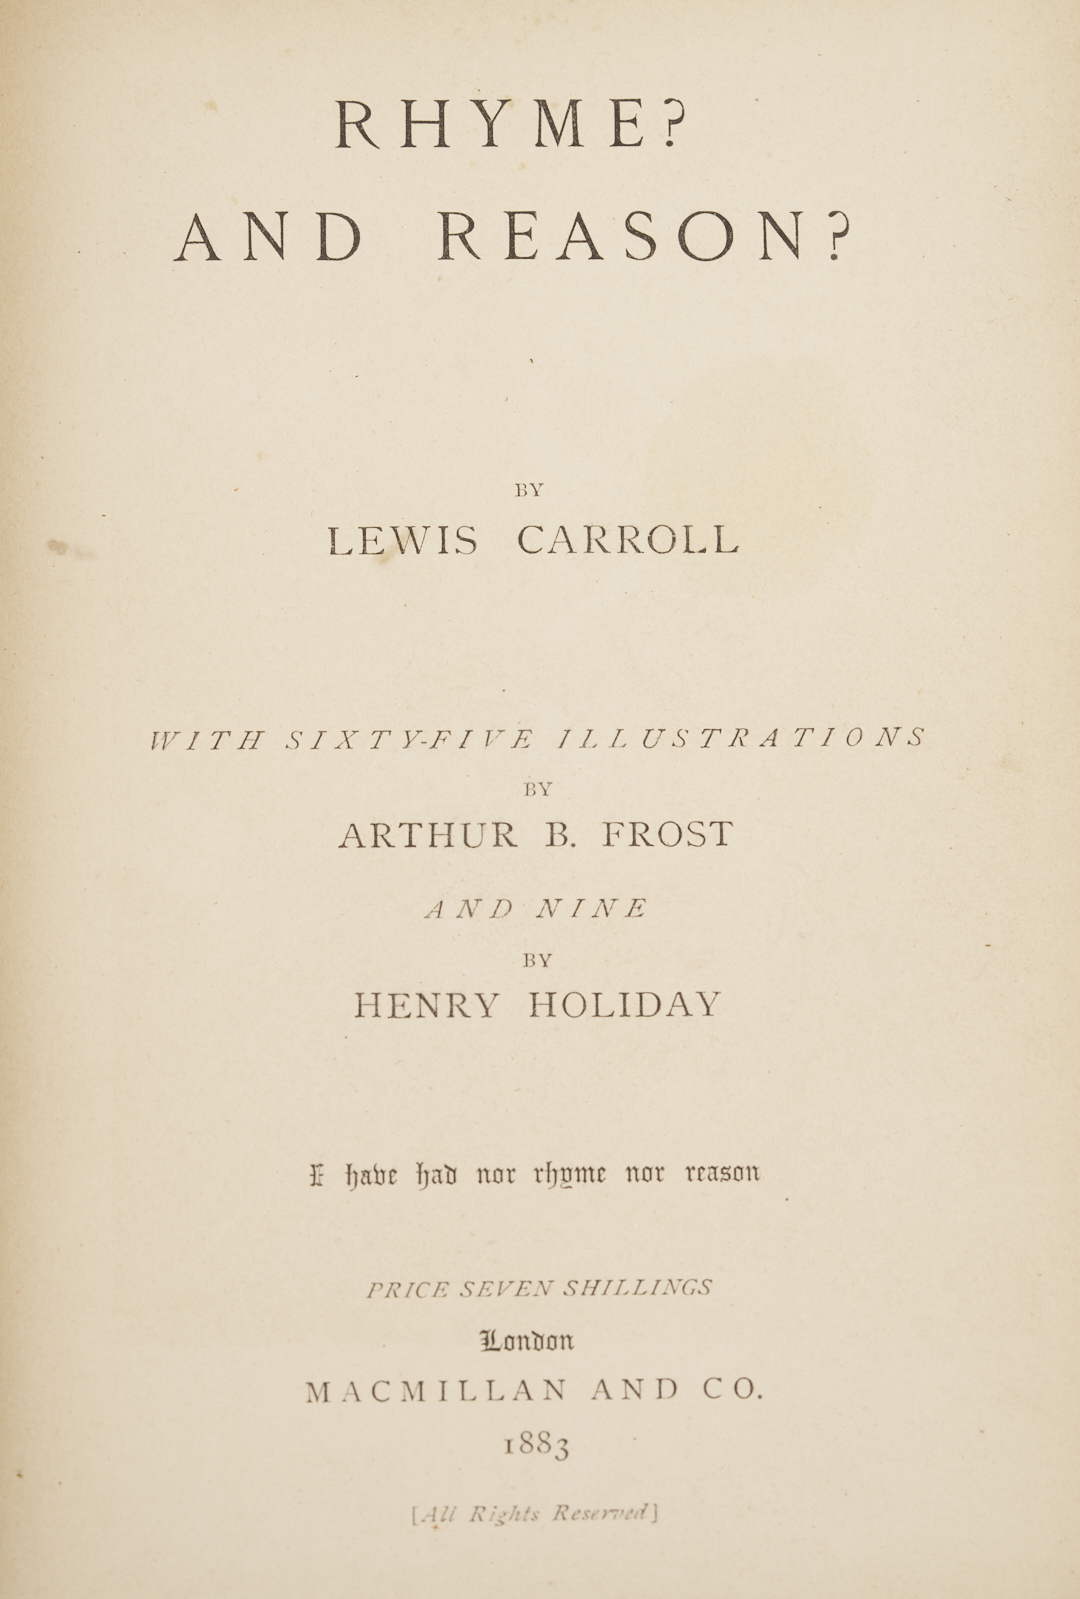 RHYME?
AND REASON?
BY
LEWIS CARROLL
WITH SIXTY-FIVE ILLUSTRATIONS
BY
ARTHUR B. FROST
AND NINE
BY
HENRY HOLIDAY
I have had nor rhyme nor reason
PRICE SEVEN SHILLINGS
London
MACMILLAN AND CO.
1883
[All Rights Reserved]